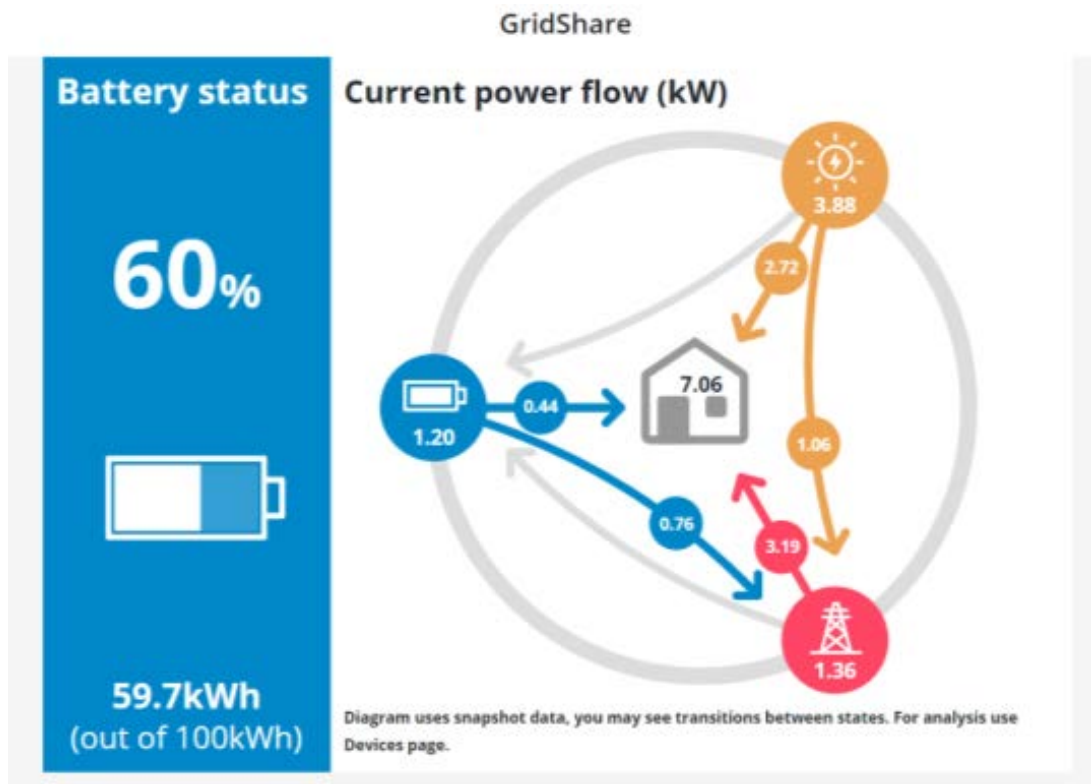 GridShare
Battery status
60%
59.7kWh
(out of 100kWh)
Current power flow (kW)
3.88
2.72
7.06
0.44
1.20
1.06
0.76
3.19
1.36
Diagram uses snapshot data, you may see transitions between states. For analysis use
Devices page.